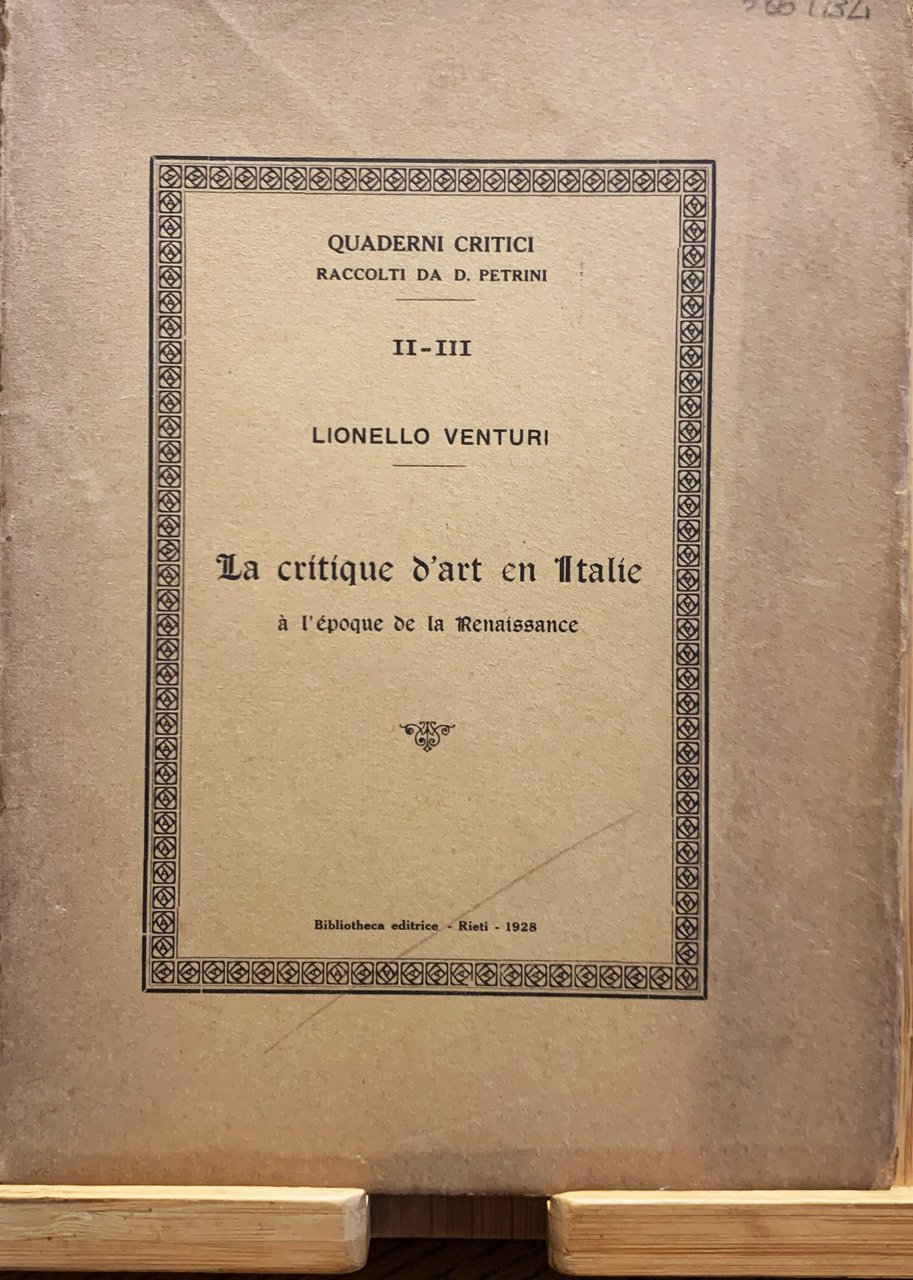 QUADERNI CRITICI
RACCOLTI DA D. PETRINI
II-III
LIONELLO VENTURI
La critique d'art en Italie
à l'époque de la Renaissance
Bibliotheca editrice - Rieti - 1928